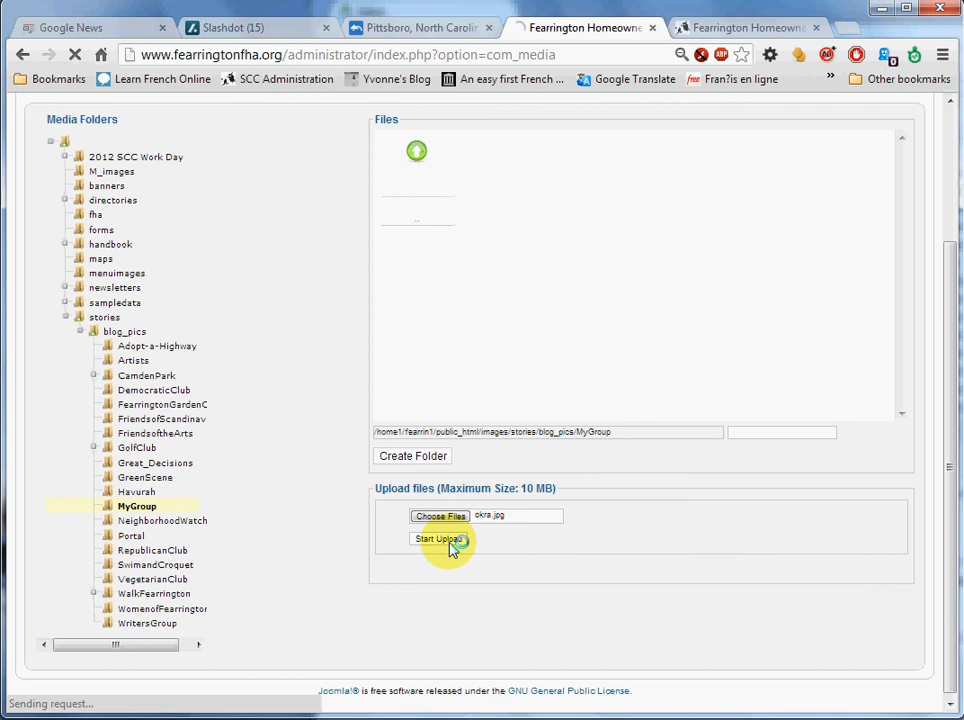 Google News
Slashdot (15)
Pittsboro, North Carolin
Fearrington Homeowne
Fearrington Homeowne
www.fearringtonfha.org/administrator/index.php?option=com_media
Bookmarks
Learn French Online
SCC Administration
Yvonne's Blog
An easy first French ...
Google Translate
free Fran?is en ligne
»
Other bookmarks
Media Folders
2012 SCC Work Day
M_images
banners
directories
fha
forms
handbook
maps
menuimages
newsletters
sampledata
stories
blog_pics
Adopt-a-Highway
Artists
CamdenPark
DemocraticClub
FearringtonGardenC
FriendsofScandinav
FriendsoftheArts
GolfClub
Great_Decisions
GreenScene
Havurah
MyGroup
NeighborhoodWatch
Portal
RepublicanClub
SwimandCroquet
VegetarianClub
WalkFearrington
WomenofFearringtor
WritersGroup
Files
..
/home1/fearrin1/public_html/images/stories/blog_pics/MyGroup
Create Folder
Upload files (Maximum Size: 10 MB)
Choose Files okra.jpg
Start Upload
Joomla!® is free software released under the GNU General Public License.
Sending request...